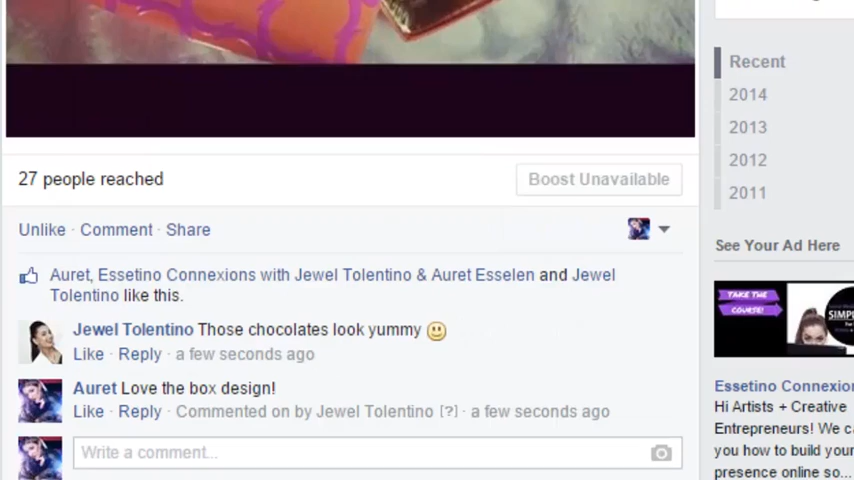 Recent
2014
2013
2012
2011
27 people reached
Boost Unavailable
Unlike · Comment · Share
Auret, Essetino Connexions with Jewel Tolentino & Auret Esselen and Jewel
Tolentino like this.
Jewel Tolentino Those chocolates look yummy
Like · Reply · a few seconds ago
Auret Love the box design!
Like · Reply · Commented on by Jewel Tolentino [?] · a few seconds ago
Write a comment...
See Your Ad Here
TAKE THE
COURSE!
SIMPL
Essetino Connexion
Hi Artists + Creative
Entrepreneurs! We ca
you how to build your
presence online so...